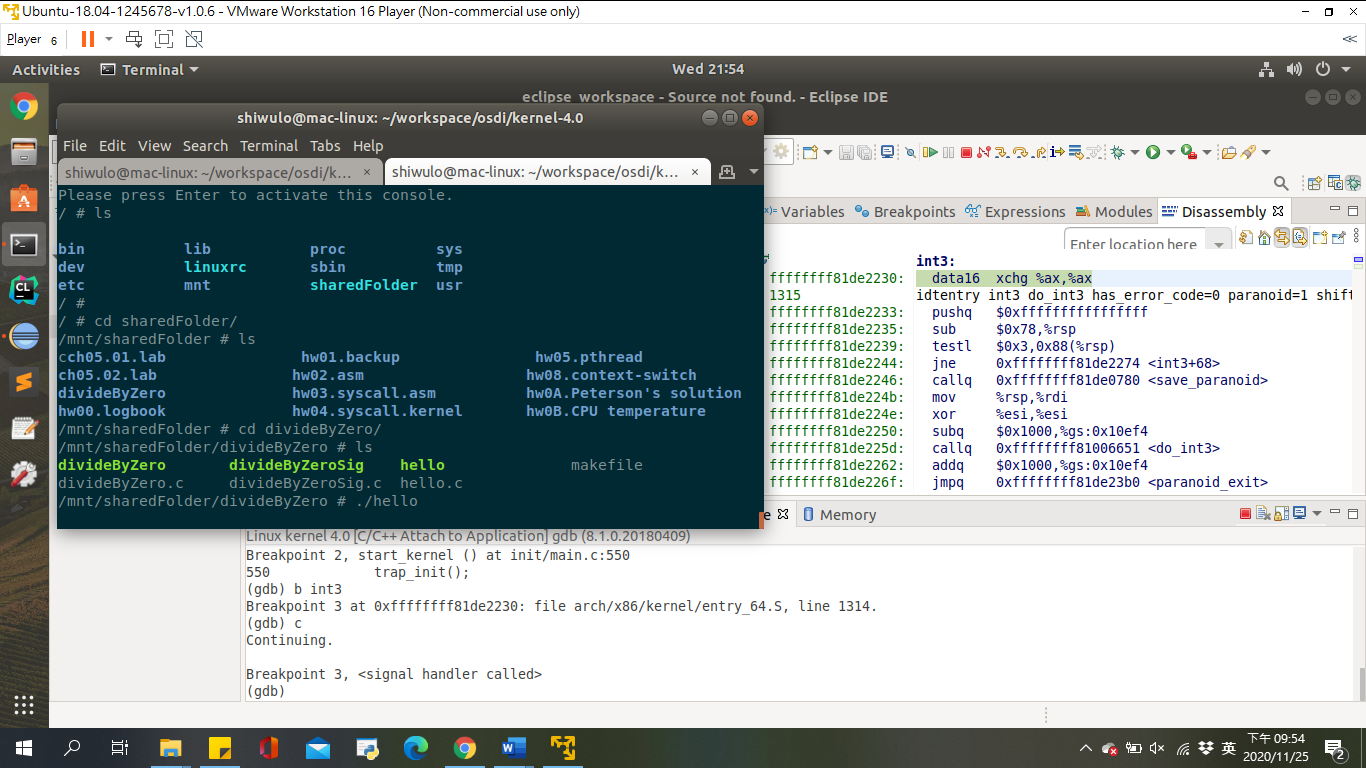 Ubuntu-18.04-1245678-v1.0.6 - VMware Workstation 16 Player (Non-commercial use only)
Player 6
Activities Terminal Wed 21:54
eclipse_workspace - Source not found. - Eclipse IDE
shiwulo@mac-linux: ~/workspace/osdi/kernel-4.0
File Edit View Search Terminal Tabs Help
shiwulo@mac-linux: ~/workspace/osdi/k... × shiwulo@mac-linux: ~/workspace/osdi/k... ×
Please press Enter to activate this console.
/ # ls
bin lib proc sys
dev linuxrc sbin tmp
etc mnt sharedFolder usr
/ #
/ # cd sharedFolder/
/mnt/sharedFolder # ls
cch05.01.lab hw01.backup hw05.pthread
ch05.02.lab hw02.asm hw08.context-switch
divideByZero hw03.syscall.asm hw0A.Peterson's solution
hw00.logbook hw04.syscall.kernel hw0B.CPU temperature
/mnt/sharedFolder # cd divideByZero/
/mnt/sharedFolder/divideByZero # ls
divideByZero divideByZeroSig hello makefile
divideByZero.c divideByZeroSig.c hello.c
/mnt/sharedFolder/divideByZero # ./hello
(x)= Variables Breakpoints Expressions Modules Disassembly
Enter location here
int3:
ffffffff81de2230: data16 xchg %ax,%ax
1315 idtentry int3 do_int3 has_error_code=0 paranoid=1 shift
ffffffff81de2233: pushq $0xffffffffffffffff
ffffffff81de2235: sub $0x78,%rsp
ffffffff81de2239: testl $0x3,0x88(%rsp)
ffffffff81de2244: jne 0xffffffff81de2274 <int3+68>
ffffffff81de2246: callq 0xffffffff81de0780 <save_paranoid>
ffffffff81de224b: mov %rsp,%rdi
ffffffff81de224e: xor %esi,%esi
ffffffff81de2250: subq $0x1000,%gs:0x10ef4
ffffffff81de225d: callq 0xffffffff81006651 <do_int3>
ffffffff81de2262: addq $0x1000,%gs:0x10ef4
ffffffff81de226f: jmpq 0xffffffff81de23b0 <paranoid_exit>
Memory
Linux kernel 4.0 [C/C++ Attach to Application] gdb (8.1.0.20180409)
Breakpoint 2, start_kernel () at init/main.c:550
550 trap_init();
(gdb) b int3
Breakpoint 3 at 0xffffffff81de2230: file arch/x86/kernel/entry_64.S, line 1314.
(gdb) c
Continuing.
Breakpoint 3, <signal handler called>
(gdb)
英
下午 09:54
2020/11/25
2